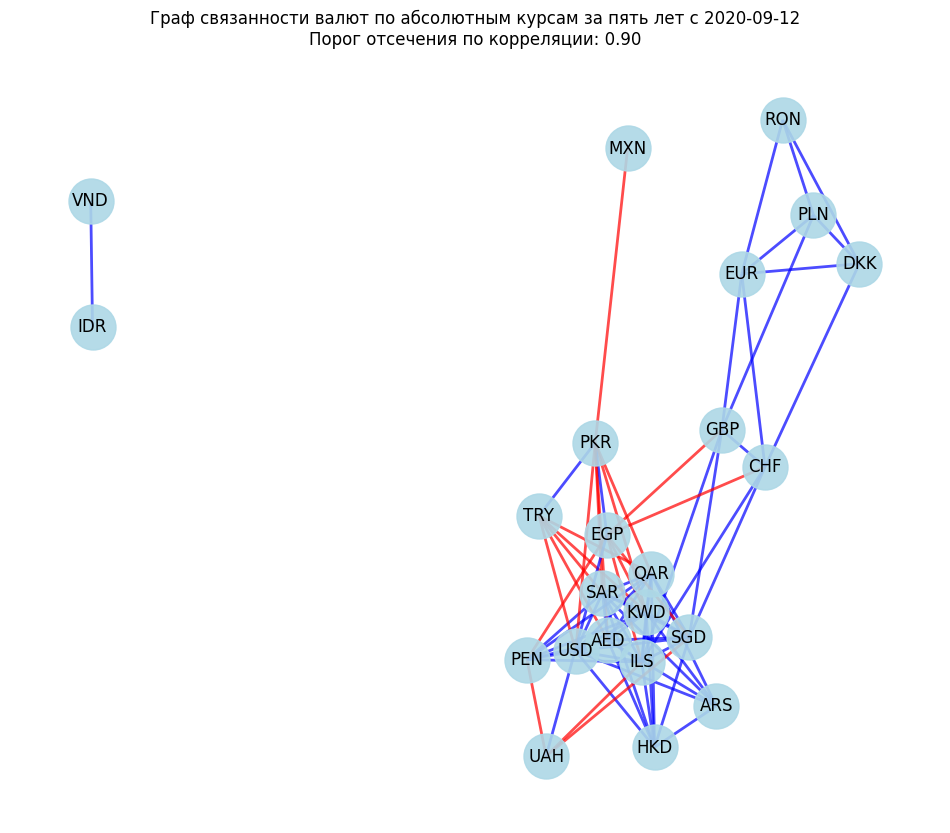 Граф связанности валют по абсолютным курсам за пять лет с 2020-09-12
Порог отсечения по корреляции: 0.90
RON
MXN
VND
PLN
DKK
EUR
IDR
GBP
PKR
CHF
TRY
EGP
QAR
SAR
KWD
SGD
AED
USD
PEN
ILS
ARS
HKD
UAH